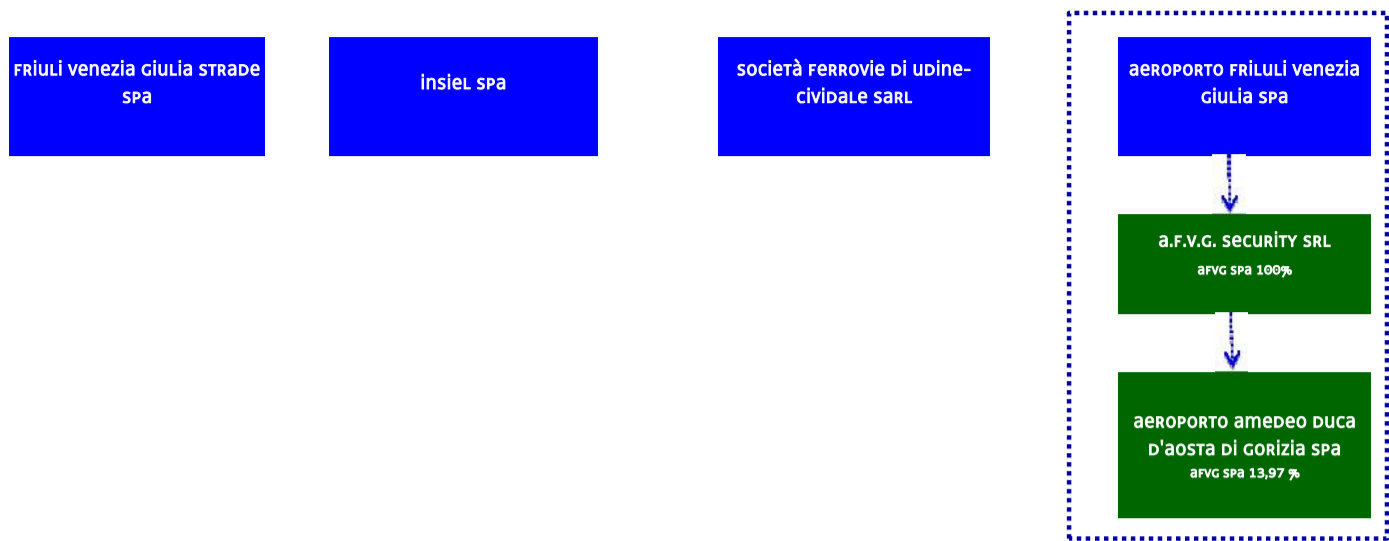 FRiULi venezia GiULia STRaDe
SPa
insieL SPa
societÀ FeRROvie Di UDine-
civiDaLe SaRL
aeROPORTO FRiLULi venezia
GiULia SPa
a.F.V.G. SecURiTY SRL
aFVG SPa 100%
aeROPORTO ameDeo DUca
D'aOSTa Di GORizia SPa
aFVG SPa 13,97 %